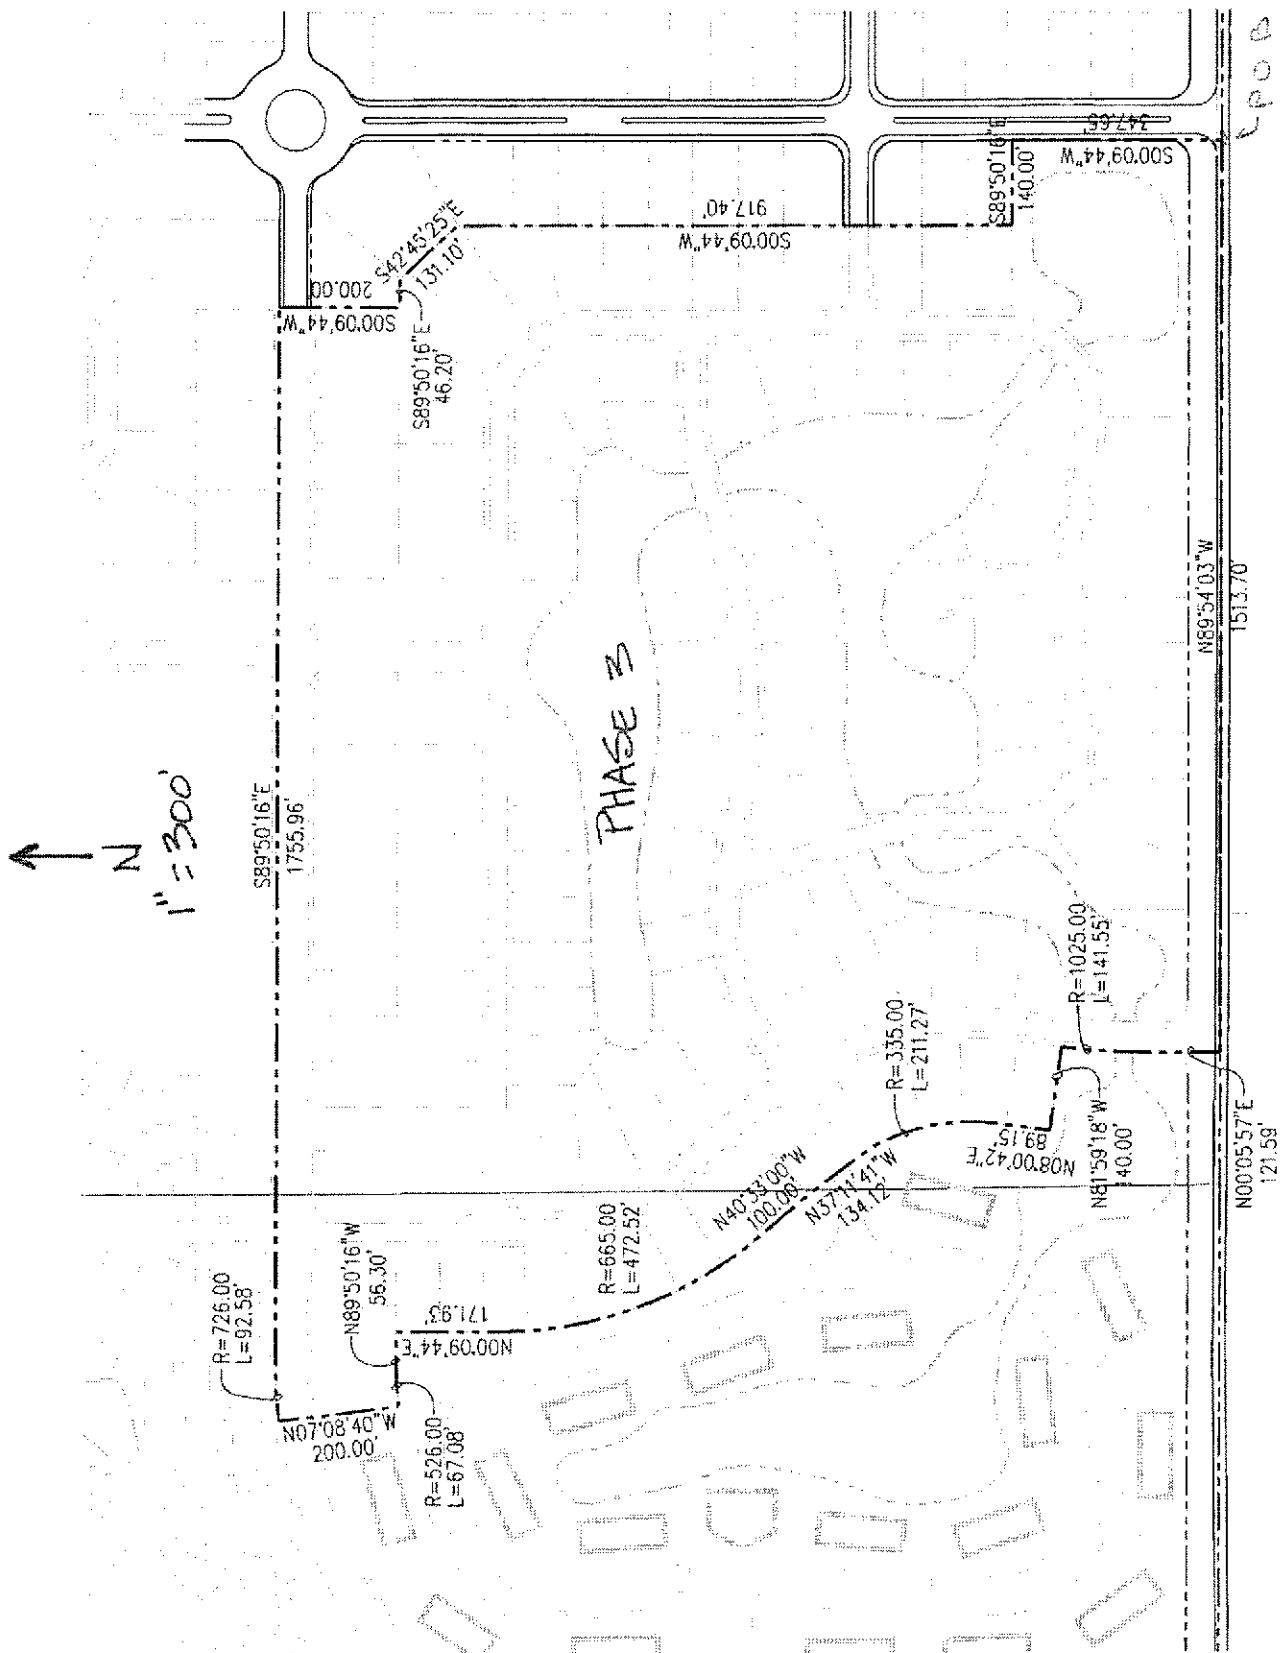 N
1" = 300'
S89°50'16"E
1755.96'
R=726.00
L=92.58'
N07°08'40"W
200.00'
N89°50'16"W
56.30'
R=526.00
L=67.08'
N00°09'44"E
171.93'
R=665.00
L=472.52'
N40°33'00"W
100.00'
N37°11'41"W
134.12'
R=335.00
L=211.27'
N08°00'42"E
89.15'
N81°59'18"W
140.00'
R=1025.00
L=141.55'
N00°05'57"E
121.59'
PHASE 3
N89°54'03"W
1513.70'
S00°09'44"W
200.00
S89°50'16"E
46.20'
S42°45'25"E
131.10'
S00°09'44"W
917.40'
S89°50'16"E
140.00'
S00°09'44"W
347.65'
POB